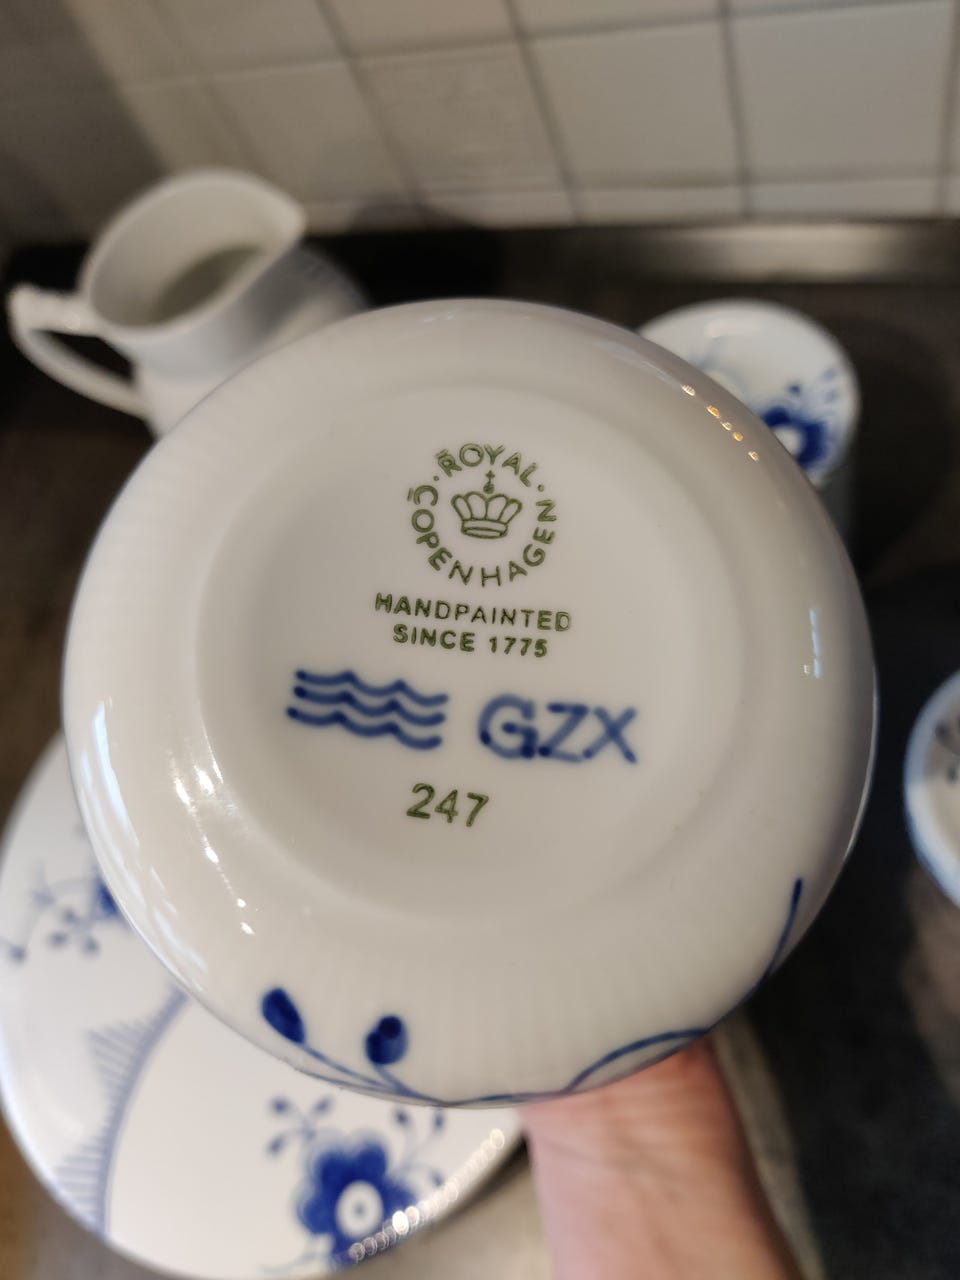 ROYAL COPENHAGEN
HANDPAINTED
SINCE 1775
GZX
247